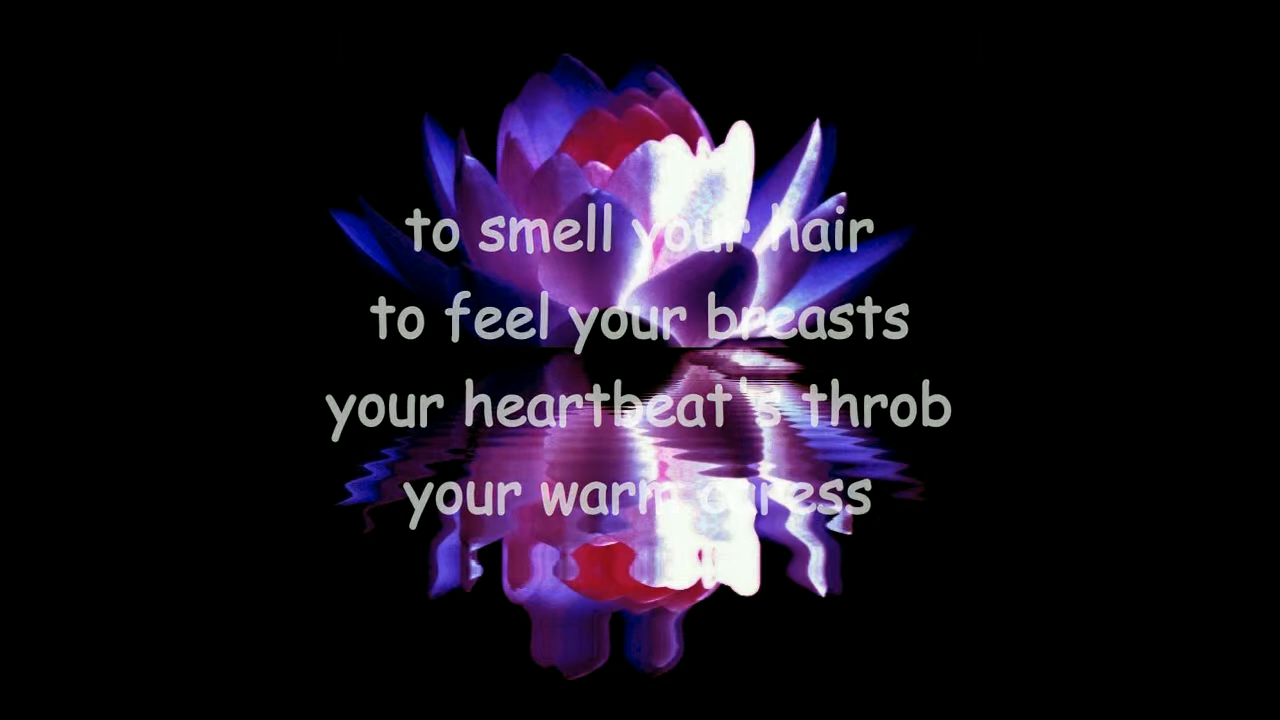 to smell your hair
to feel your breasts
your heartbeat's throb
your warm caress